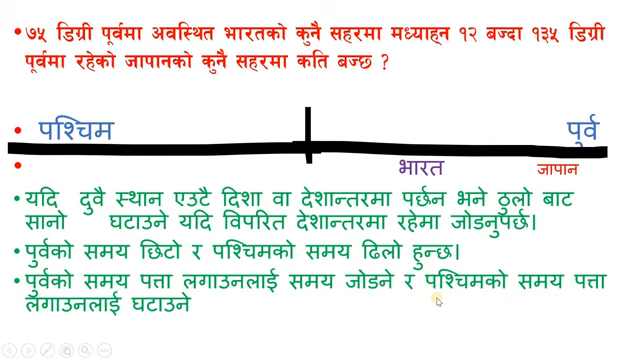 • ७५ डिग्री पूर्वमा अवस्थित भारतको कुनै सहरमा मध्याह्न १२ बज्दा १३५ डिग्री
पूर्वमा रहेको जापानको कुनै सहरमा कति बज्छ ?
• पश्चिम पुर्व
• भारत जापान
• यदि दुवै स्थान एउटै दिशा वा देशान्तरमा पर्छन भने ठुलो बाट
सानो घटाउने यदि विपरित देशान्तरमा रहेमा जोडनुपर्छ।
• पुर्वको समय छिटो र पश्चिमको समय ढिलो हुन्छ।
• पुर्वको समय पत्ता लगाउनलाई समय जोडने र पश्चिमको समय पत्ता
लगाउनलाई घटाउने